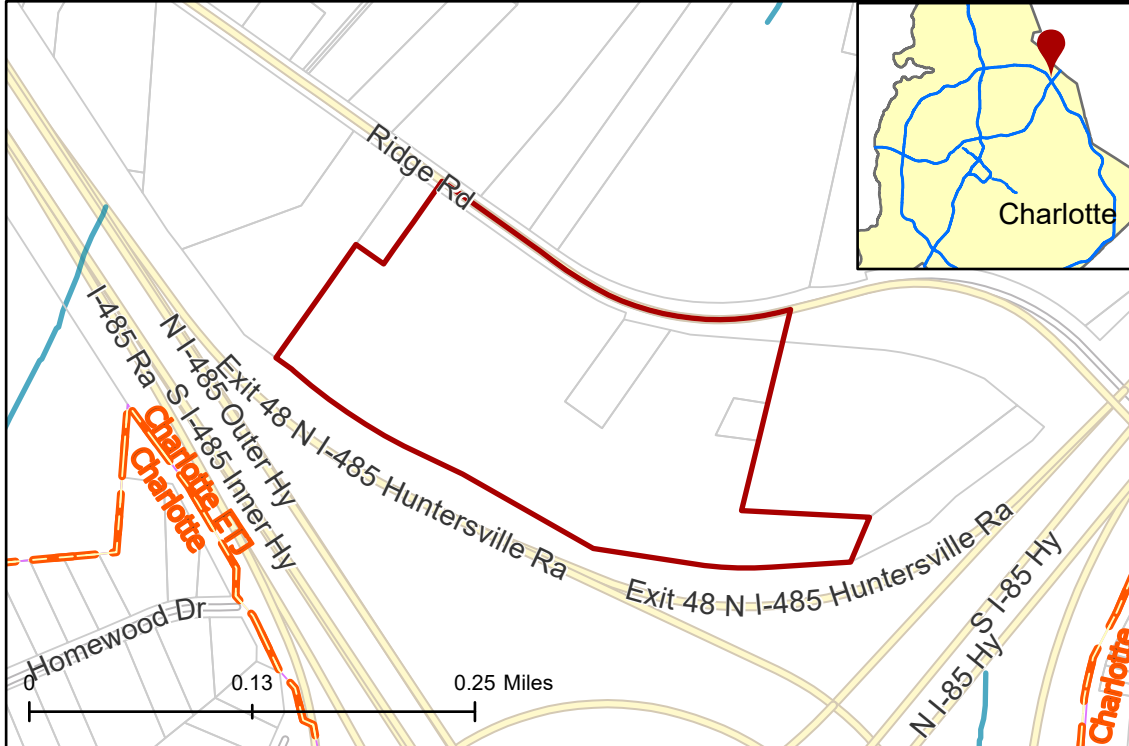 Ridge Rd
Charlotte
I-485 Ra
N I-485 Outer Hy
S I-485 Inner Hy
Exit 48 N I-485 Huntersville Ra
Charlotte ETJ
Charlotte
Exit 48 N I-485 Huntersville Ra
S I-85 Hy
N I-85 Hy
Homewood Dr
Charlotte
0 0.13 0.25 Miles